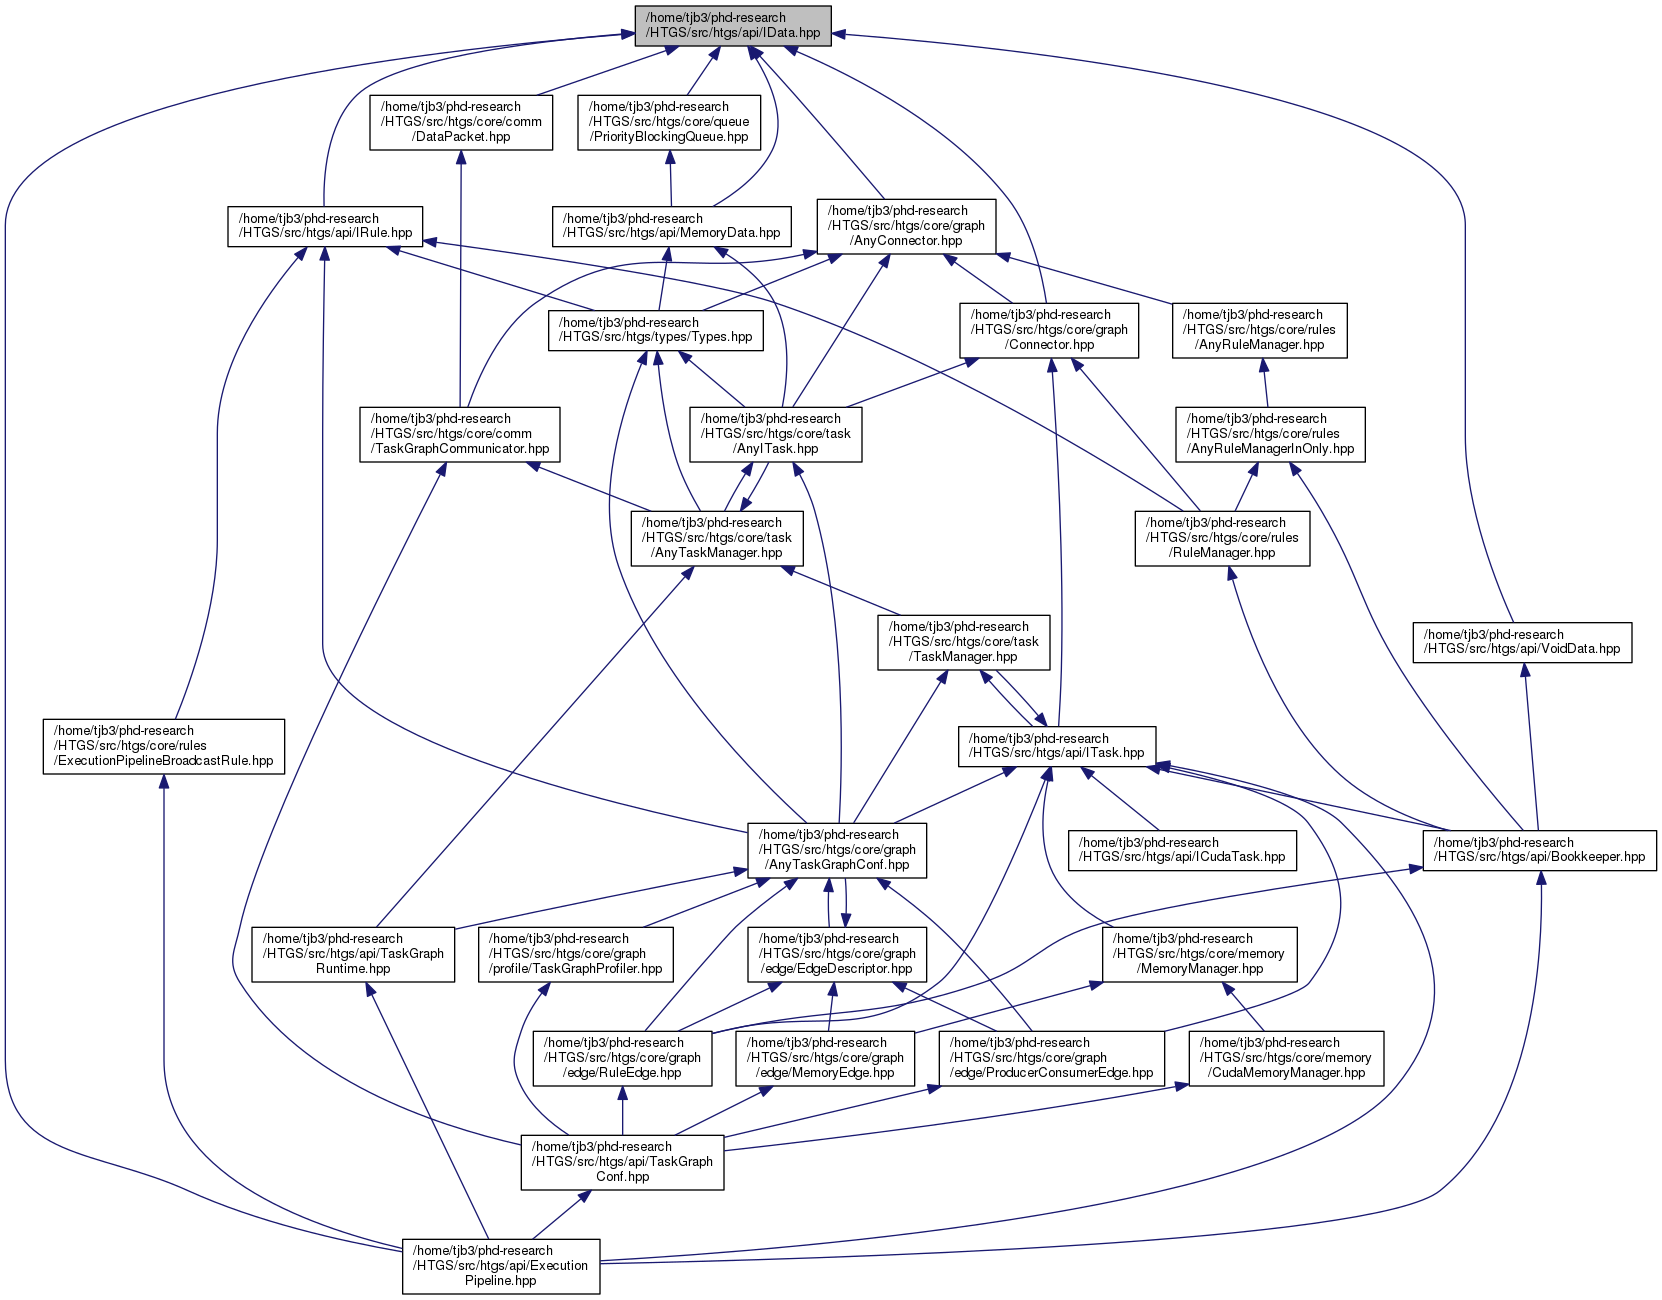 /home/tjb3/phd-research
/HTGS/src/htgs/api/IData.hpp
/home/tjb3/phd-research
/HTGS/src/htgs/core/comm
/DataPacket.hpp
/home/tjb3/phd-research
/HTGS/src/htgs/core/queue
/PriorityBlockingQueue.hpp
/home/tjb3/phd-research
/HTGS/src/htgs/api/IRule.hpp
/home/tjb3/phd-research
/HTGS/src/htgs/api/MemoryData.hpp
/home/tjb3/phd-research
/HTGS/src/htgs/core/graph
/AnyConnector.hpp
/home/tjb3/phd-research
/HTGS/src/htgs/types/Types.hpp
/home/tjb3/phd-research
/HTGS/src/htgs/core/graph
/Connector.hpp
/home/tjb3/phd-research
/HTGS/src/htgs/core/rules
/AnyRuleManager.hpp
/home/tjb3/phd-research
/HTGS/src/htgs/core/comm
/TaskGraphCommunicator.hpp
/home/tjb3/phd-research
/HTGS/src/htgs/core/task
/AnyITask.hpp
/home/tjb3/phd-research
/HTGS/src/htgs/core/rules
/AnyRuleManagerInOnly.hpp
/home/tjb3/phd-research
/HTGS/src/htgs/core/task
/AnyTaskManager.hpp
/home/tjb3/phd-research
/HTGS/src/htgs/core/rules
/RuleManager.hpp
/home/tjb3/phd-research
/HTGS/src/htgs/core/task
/TaskManager.hpp
/home/tjb3/phd-research
/HTGS/src/htgs/api/VoidData.hpp
/home/tjb3/phd-research
/HTGS/src/htgs/core/rules
/ExecutionPipelineBroadcastRule.hpp
/home/tjb3/phd-research
/HTGS/src/htgs/api/ITask.hpp
/home/tjb3/phd-research
/HTGS/src/htgs/core/graph
/AnyTaskGraphConf.hpp
/home/tjb3/phd-research
/HTGS/src/htgs/api/ICudaTask.hpp
/home/tjb3/phd-research
/HTGS/src/htgs/api/Bookkeeper.hpp
/home/tjb3/phd-research
/HTGS/src/htgs/api/TaskGraph
Runtime.hpp
/home/tjb3/phd-research
/HTGS/src/htgs/core/graph
/profile/TaskGraphProfiler.hpp
/home/tjb3/phd-research
/HTGS/src/htgs/core/graph
/edge/EdgeDescriptor.hpp
/home/tjb3/phd-research
/HTGS/src/htgs/core/memory
/MemoryManager.hpp
/home/tjb3/phd-research
/HTGS/src/htgs/core/graph
/edge/RuleEdge.hpp
/home/tjb3/phd-research
/HTGS/src/htgs/core/graph
/edge/MemoryEdge.hpp
/home/tjb3/phd-research
/HTGS/src/htgs/core/graph
/edge/ProducerConsumerEdge.hpp
/home/tjb3/phd-research
/HTGS/src/htgs/core/memory
/CudaMemoryManager.hpp
/home/tjb3/phd-research
/HTGS/src/htgs/api/TaskGraph
Conf.hpp
/home/tjb3/phd-research
/HTGS/src/htgs/api/Execution
Pipeline.hpp